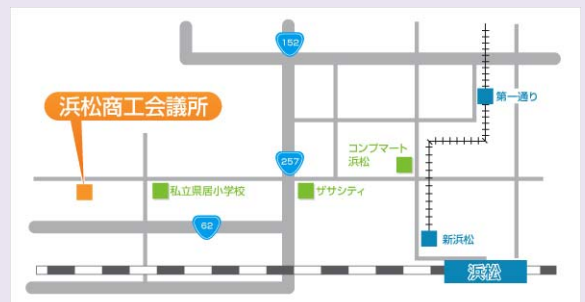 152
第一通り
浜松商工会議所
コンプマート
浜松
257
私立県居小学校
ザザシティ
62
新浜松
浜松